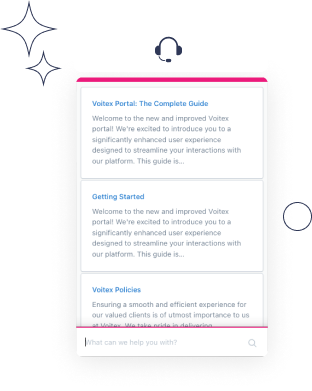 Voitex Portal: The Complete Guide
Welcome to the new and improved Voitex
portal! We're excited to introduce you to a
significantly enhanced user experience
designed to streamline your interactions with
our platform. This guide is...
Getting Started
Welcome to the new and improved Voitex
portal! We're excited to introduce you to a
significantly enhanced user experience
designed to streamline your interactions with
our platform. This guide is...
Voitex Policies
Ensuring a smooth and efficient experience for
our valued clients is of utmost importance to us
at Voitex. We take pride in delivering
What can we help you with?